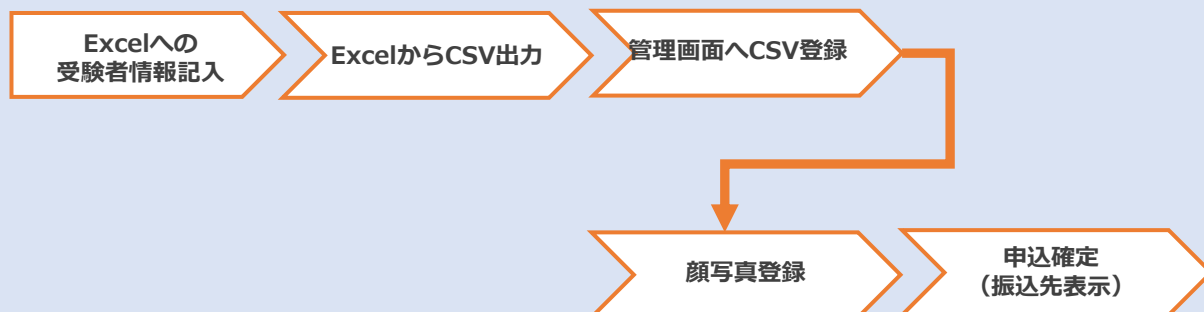 Excelへの
受験者情報記入
ExcelからCSV出力
管理画面へCSV登録
顔写真登録
申込確定
（振込先表示）